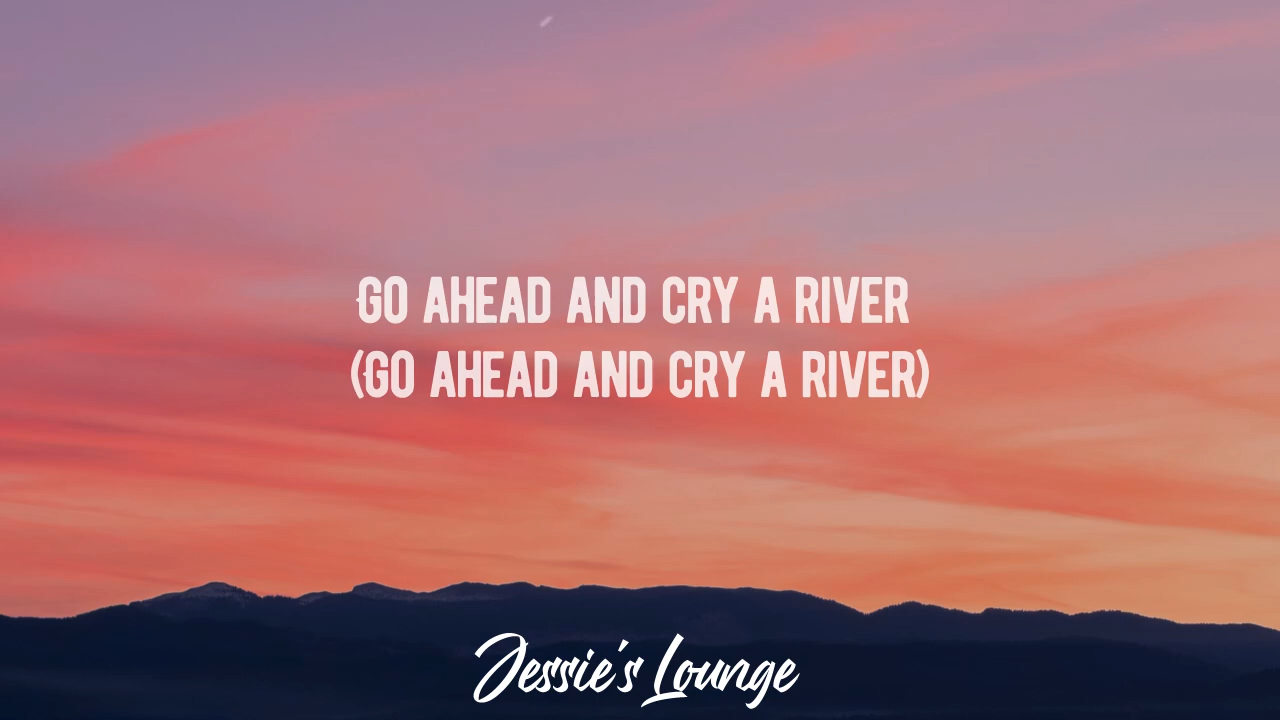 GO AHEAD AND CRY A RIVER
(GO AHEAD AND CRY A RIVER)
Jessie's Lounge